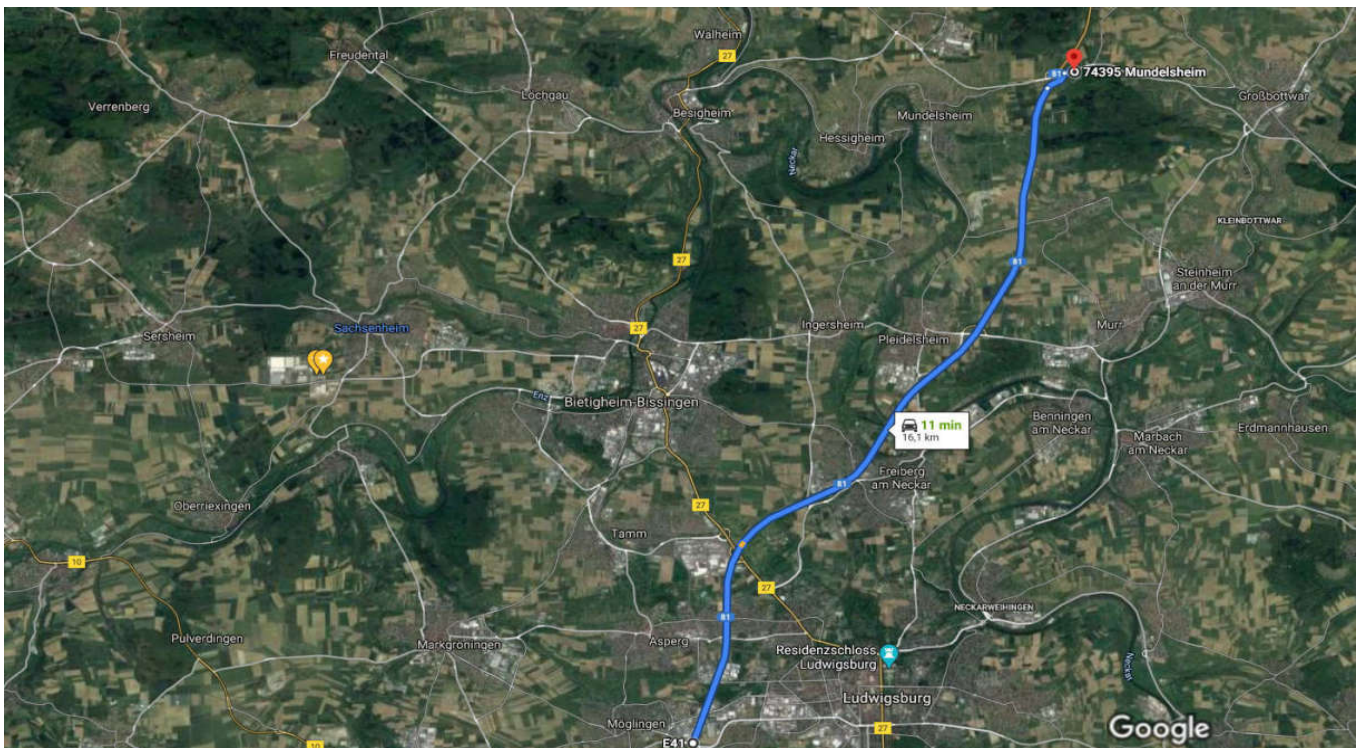 Walheim
27
Freudental
81
74395 Mundelsheim
Löchgau
Großbottwar
Verrenberg
Besigheim
Mundelsheim
Hessigheim
Neckar
KLEINBOTTWAR
27
81
Steinheim
an der Murr
Sachsenheim
27
Ingersheim
Murr
Sersheim
Pleidelsheim
Enz
Bietigheim-Bissingen
11 min
16,1 km
Benningen
am Neckar
Erdmannhausen
Marbach
am Neckar
Freiberg
am Neckar
81
Oberriexingen
27
Tamm
10
27
NECKARWEIHINGEN
81
Pulverdingen
Markgröningen
Asperg
Residenzschloss
Ludwigsburg
Neckar
Ludwigsburg
Möglingen
27
Google
E41
10